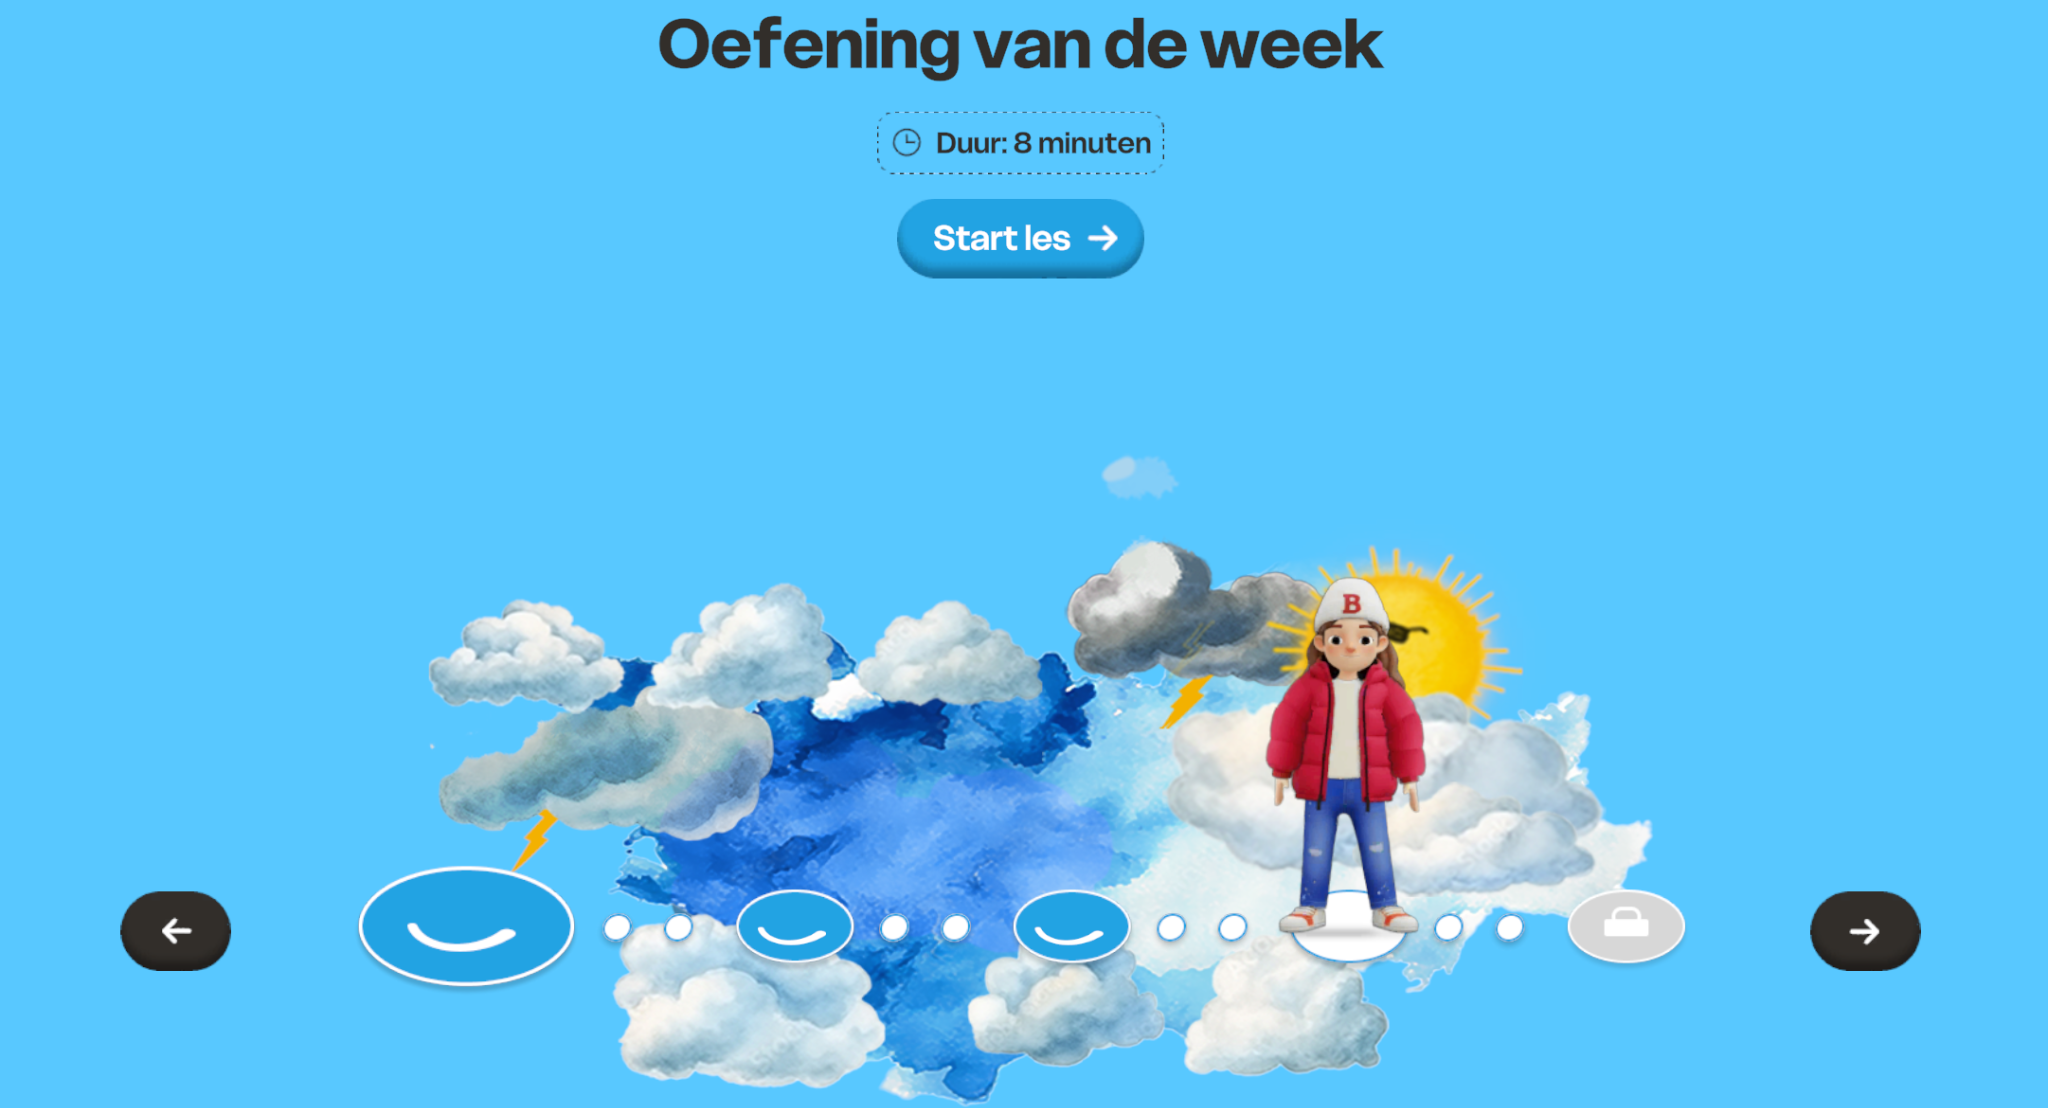 Oefening van de week
Duur: 8 minuten
Start les
B